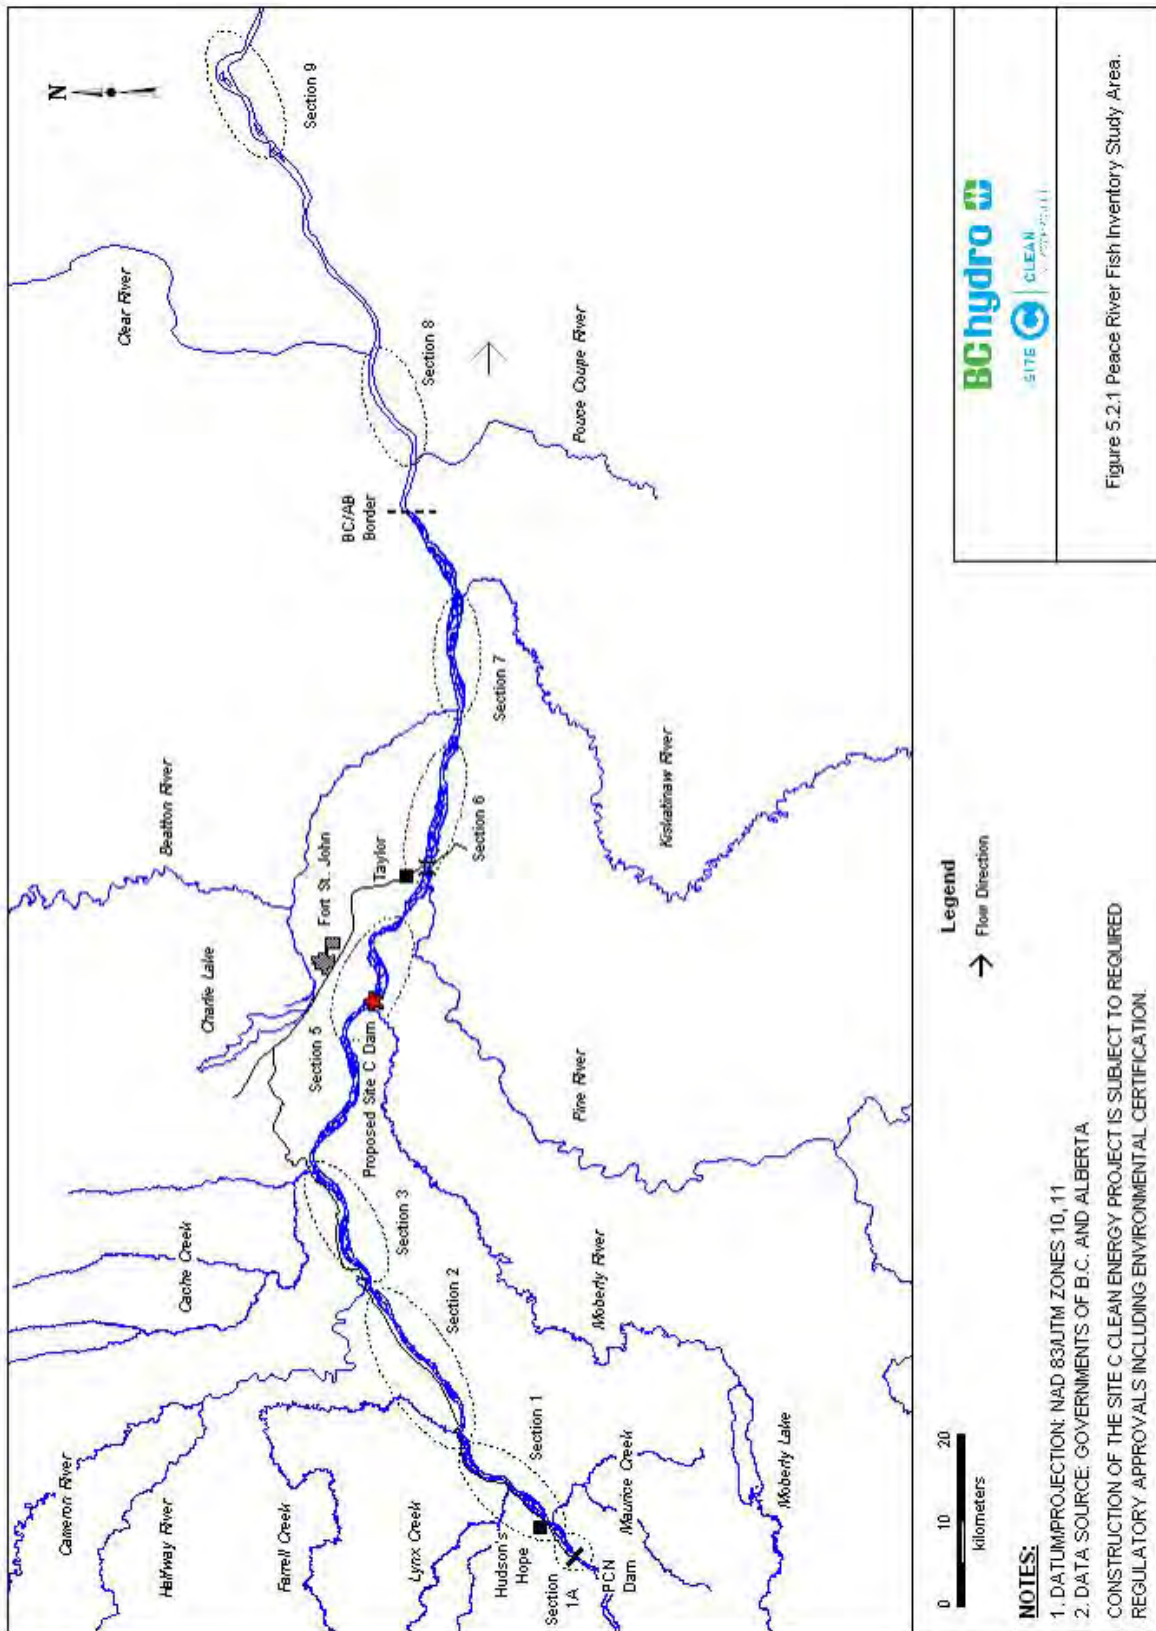 N
Section 9
Clear River
Section 8
Pouce Coupe River
BC/AB
Border
Section 7
Beatton River
Kiskatinaw River
Section 6
Taylor
Fort St. John
Charlie Lake
Section 5
Proposed Site C Dam
Pine River
Cache Creek
Section 3
Section 2
Moberly River
Cameron River
Halfway River
Farrell Creek
Lynx Creek
Section 1
Hudson's
Hope
Maurice Creek
Moberly Lake
Section
1A
PCN
Dam
0 10 20
kilometers
Legend
Flow Direction
NOTES:
1. DATUM/PROJECTION: NAD 83/UTM ZONES 10, 11
2. DATA SOURCE: GOVERNMENTS OF B.C. AND ALBERTA
CONSTRUCTION OF THE SITE C CLEAN ENERGY PROJECT IS SUBJECT TO REQUIRED
REGULATORY APPROVALS INCLUDING ENVIRONMENTAL CERTIFICATION.
BChydro
SITE C CLEAN
Figure 5.2.1 Peace River Fish Inventory Study Area.